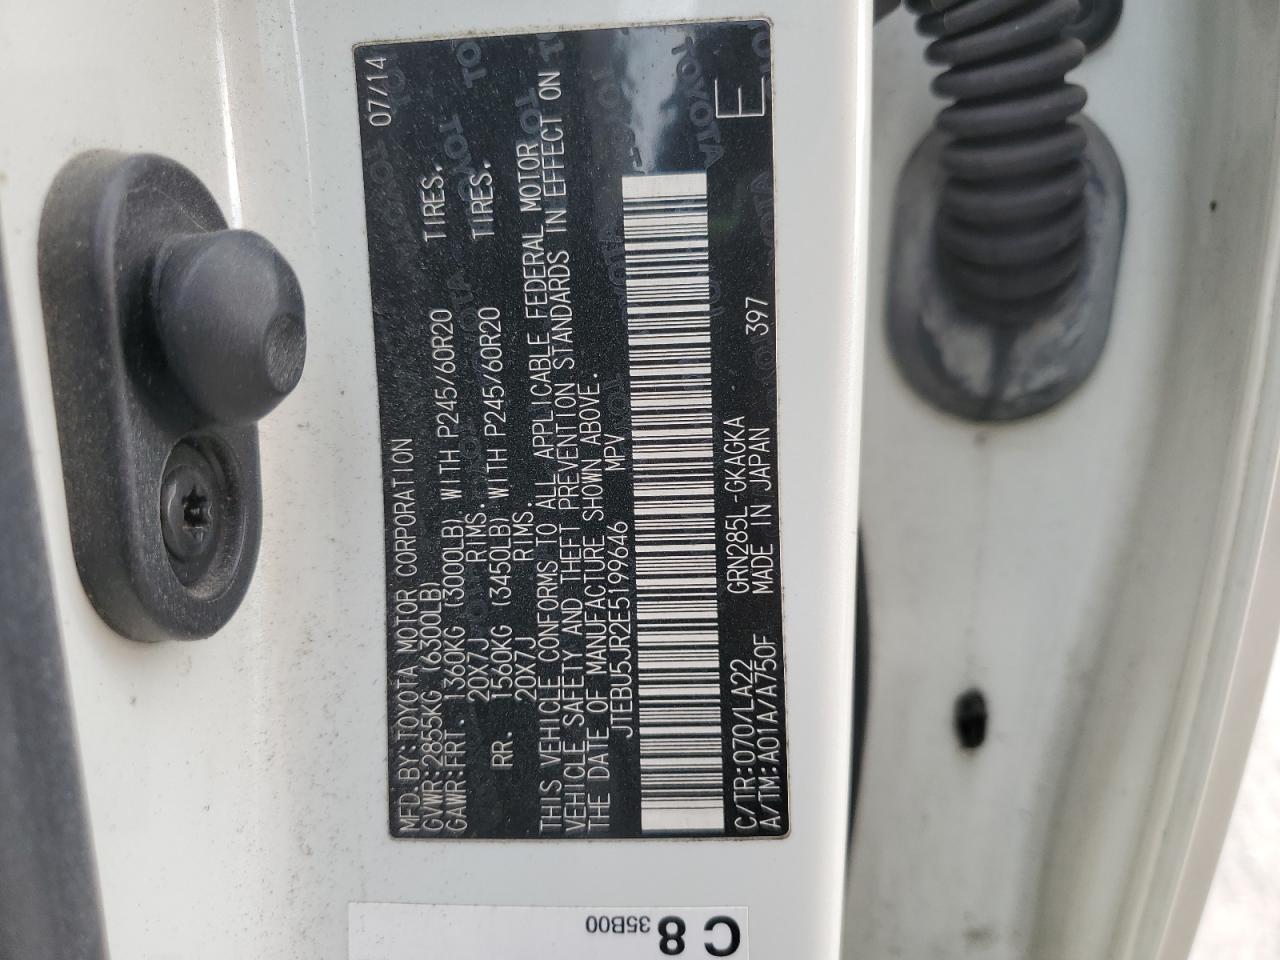 MFD. BY: TOYOTA MOTOR CORPORATION 07/14
GVWR: 2855KG (6300LB)
GAWR: FRT. 1360KG (3000LB) WITH P245/60R20 TIRES.
20X7J RIMS.
RR. 1560KG (3450LB) WITH P245/60R20 TIRES.
20X7J RIMS.
THIS VEHICLE CONFORMS TO ALL APPLICABLE FEDERAL MOTOR
VEHICLE SAFETY AND THEFT PREVENTION STANDARDS IN EFFECT ON
THE DATE OF MANUFACTURE SHOWN ABOVE.
JTEBU5JR2E5199646 MPV
C/TR: 070/LA22 GRN285L-GKAGKA 397 E
A/TM: A01A/A750F MADE IN JAPAN
C 8
35B00